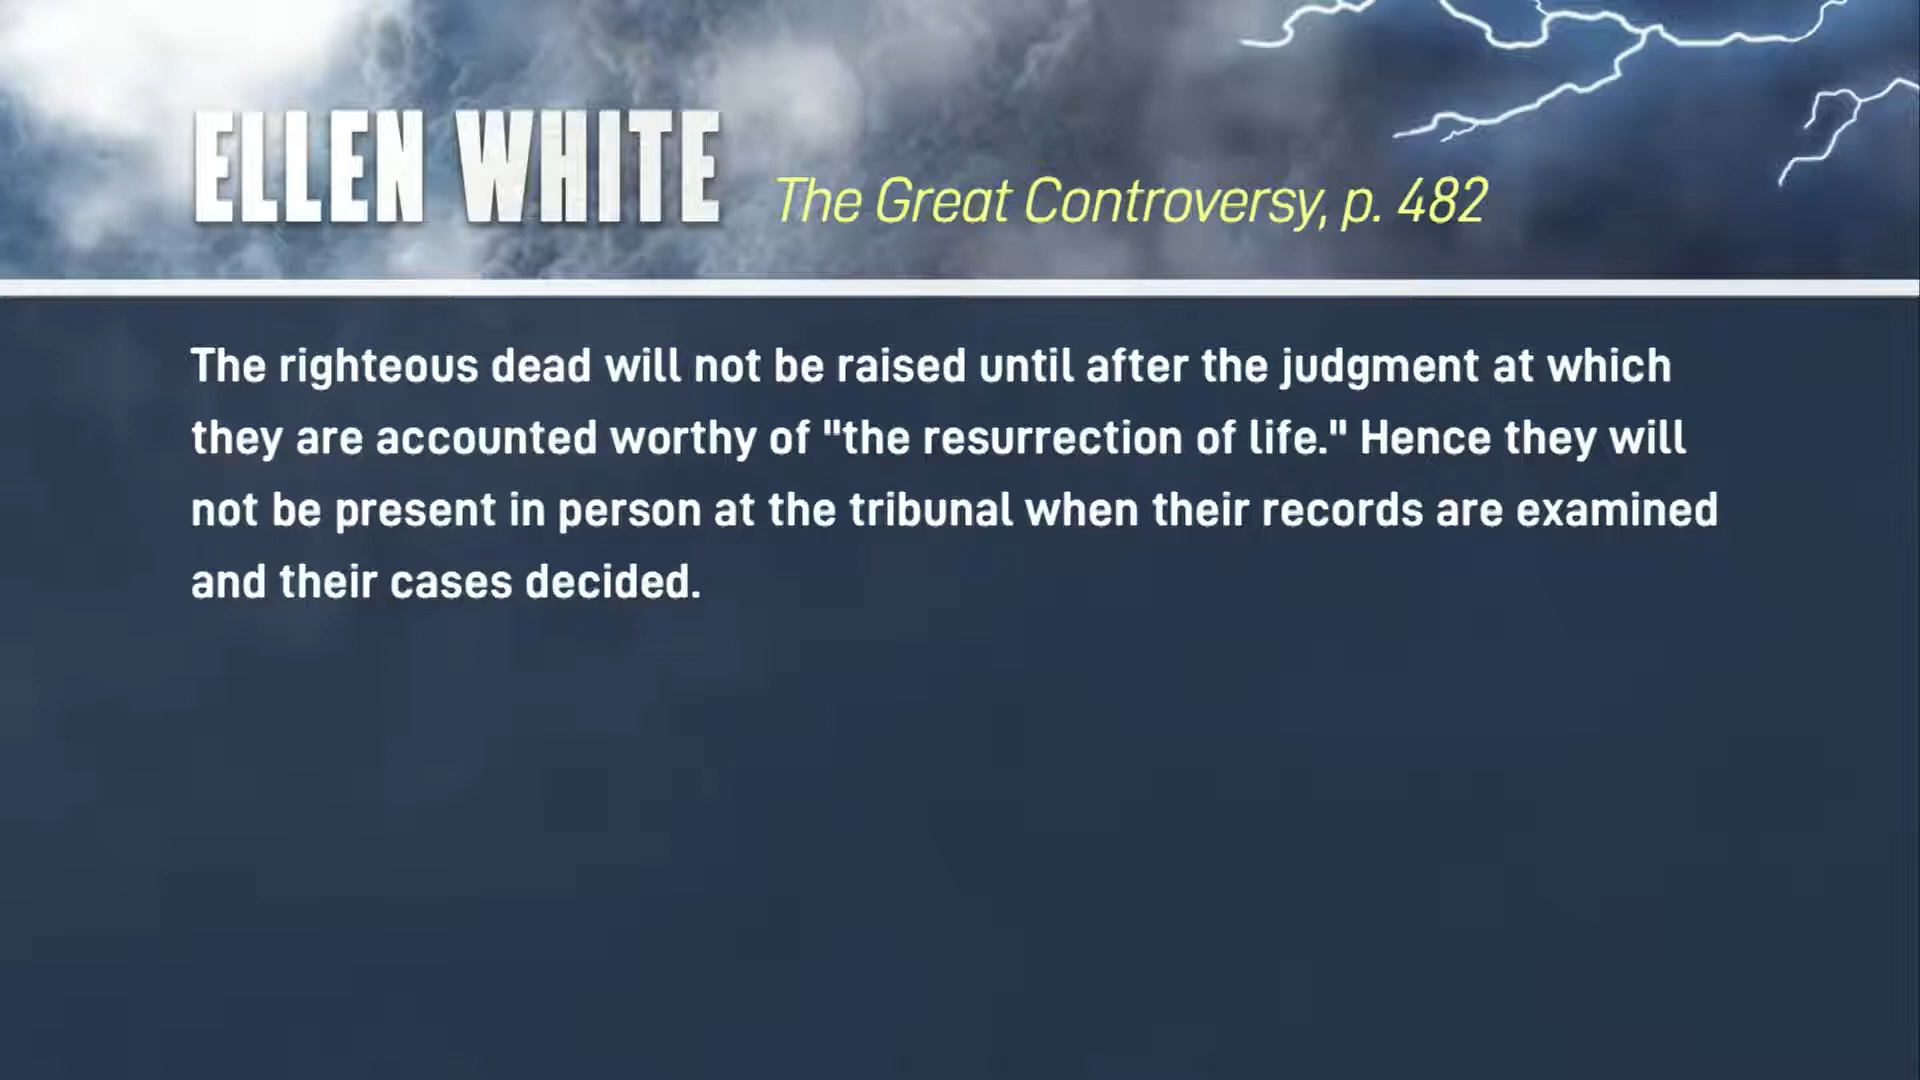 ELLEN WHITE The Great Controversy, p. 482
The righteous dead will not be raised until after the judgment at which
they are accounted worthy of "the resurrection of life." Hence they will
not be present in person at the tribunal when their records are examined
and their cases decided.